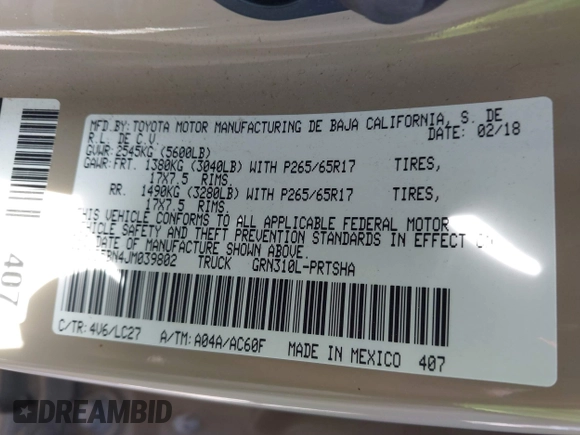 MFD.BY:TOYOTA MOTOR MANUFACTURING DE BAJA CALIFORNIA, S. DE
R.L. DE C.V. DATE: 02/18
GVWR: 2545KG (5600LB)
GAWR:FRT. 1380KG (3040LB) WITH P265/65R17 TIRES,
17X7.5 RIMS.
RR. 1490KG (3280LB) WITH P265/65R17 TIRES,
17X7.5 RIMS.
THIS VEHICLE CONFORMS TO ALL APPLICABLE FEDERAL MOTOR
VEHICLE SAFETY AND THEFT PREVENTION STANDARDS IN EFFECT ON
DATE OF MANUFACTURE SHOWN ABOVE.
BN4JM039802 TRUCK GRN310L-PRTSHA
C/TR: 4V6/LC27 A/TM: A04A/AC60F MADE IN MEXICO 407
407
DREAMBID
DREAMBID.COM